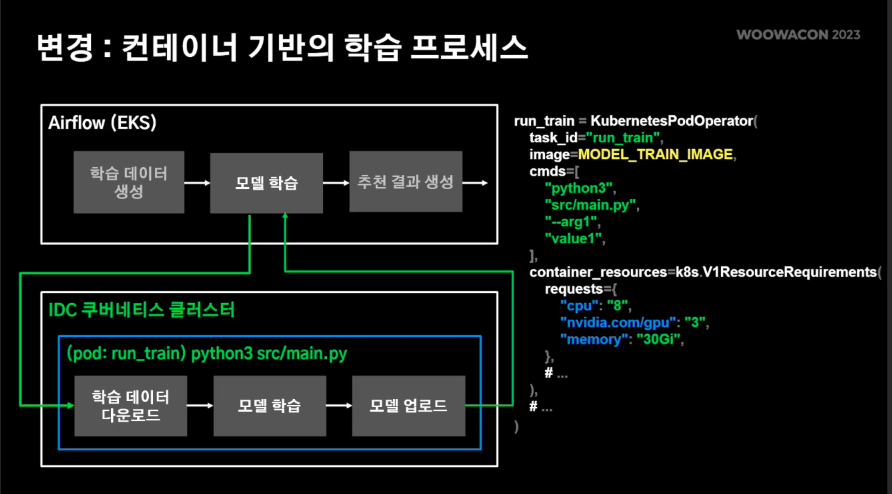 변경 : 컨테이너 기반의 학습 프로세스
WOOWACON 2023
Airflow (EKS)
학습 데이터
생성
모델 학습
추천 결과 생성
IDC 쿠버네티스 클러스터
(pod: run_train) python3 src/main.py
학습 데이터
다운로드
모델 학습
모델 업로드
run_train = KubernetesPodOperator(
task_id="run_train",
image=MODEL_TRAIN_IMAGE,
cmds=[
"python3",
"src/main.py",
"--arg1",
"value1",
],
container_resources=k8s.V1ResourceRequirements(
requests={
"cpu": "8",
"nvidia.com/gpu": "3",
"memory": "30Gi",
},
# ...
),
# ...
)